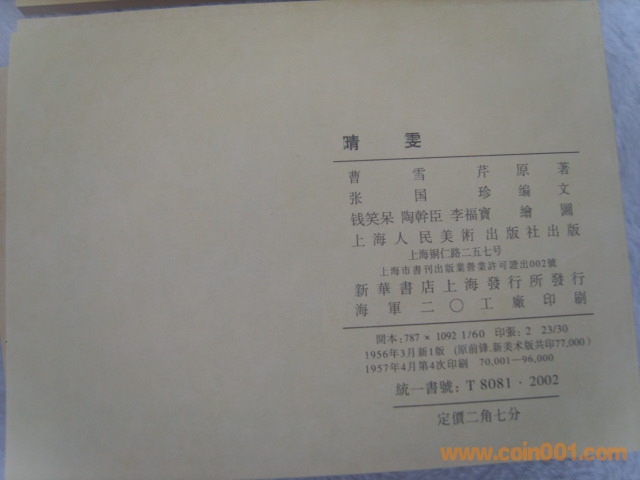 晴雯
曹雪芹 原著
张国珍 编文
钱笑呆 陶幹臣 李福寶 繪圖
上海人民美術出版社出版
上海铜仁路二五七号
上海市書刊出版業營業許可證出002號
新華書店上海發行所發行
海軍二〇工廠印刷
開本:787 × 1092 1/60 印張:2 23/30
1956年3月新1版 (原前锋.新美术版共印77,000)
1957年4月第4次印刷 70,001—96,000
統一書號: T 8081 · 2002
定價二角七分
www.coin001.com